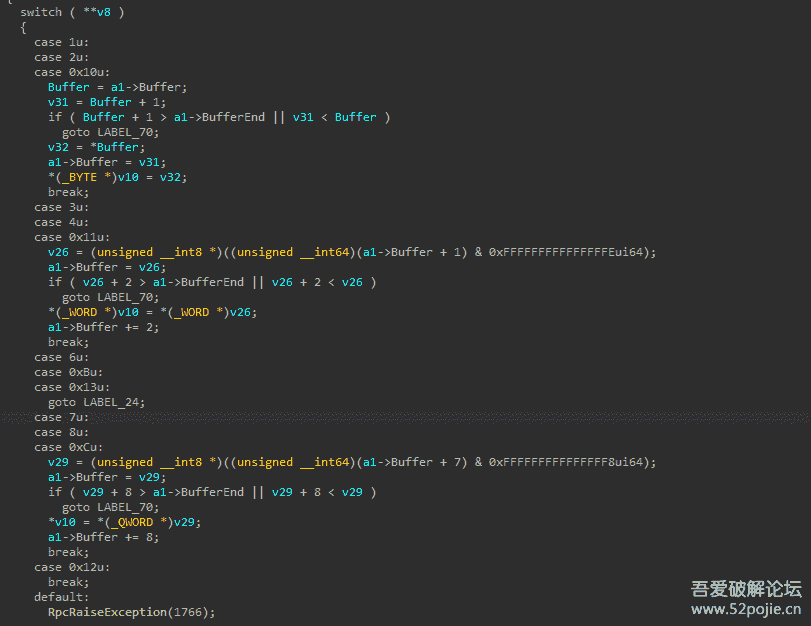 {
switch ( **v8 )
{
case 1u:
case 2u:
case 0x10u:
Buffer = a1->Buffer;
v31 = Buffer + 1;
if ( Buffer + 1 > a1->BufferEnd || v31 < Buffer )
goto LABEL_70;
v32 = *Buffer;
a1->Buffer = v31;
*(_BYTE *)v10 = v32;
break;
case 3u:
case 4u:
case 0x11u:
v26 = (unsigned __int8 *)((unsigned __int64)(a1->Buffer + 1) & 0xFFFFFFFFFFFFFFFEui64);
a1->Buffer = v26;
if ( v26 + 2 > a1->BufferEnd || v26 + 2 < v26 )
goto LABEL_70;
*(_WORD *)v10 = *(_WORD *)v26;
a1->Buffer += 2;
break;
case 6u:
case 0xBu:
case 0x13u:
goto LABEL_24;
case 7u:
case 8u:
case 0xCu:
v29 = (unsigned __int8 *)((unsigned __int64)(a1->Buffer + 7) & 0xFFFFFFFFFFFFFFF8ui64);
a1->Buffer = v29;
if ( v29 + 8 > a1->BufferEnd || v29 + 8 < v29 )
goto LABEL_70;
*v10 = *(_QWORD *)v29;
a1->Buffer += 8;
break;
case 0x12u:
break;
default:
RpcRaiseException(1766);
吾爱破解论坛
www.52pojie.cn